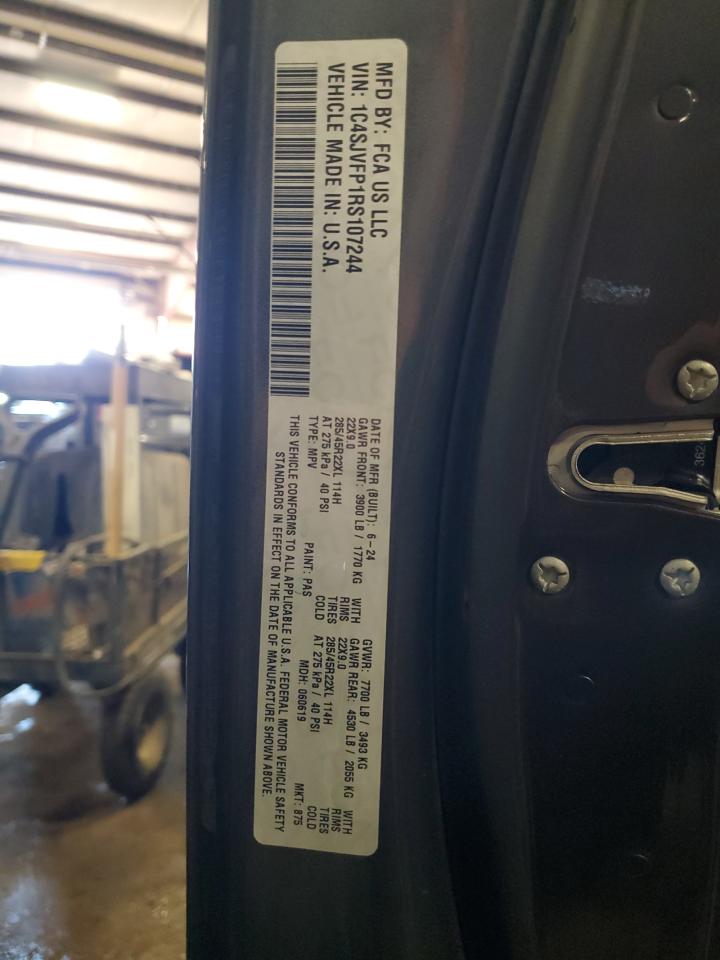 MFD BY: FCA US LLC
VIN: 1C4SJVFP1RS107244
VEHICLE MADE IN: U.S.A.
DATE OF MFR (BUILT): 6-24 GVWR: 7700 LB / 3493 KG
GAWR FRONT: 3900 LB / 1770 KG WITH GAWR REAR: 4530 LB / 2055 KG WITH
22X9.0 RIMS 22X9.0 RIMS
285/45R22XL 114H TIRES 285/45R22XL 114H TIRES
AT 275 kPa / 40 PSI COLD AT 275 kPa / 40 PSI COLD
TYPE: MPV PAINT: PAS MDH: 060619 MKT: 875
THIS VEHICLE CONFORMS TO ALL APPLICABLE U.S.A. FEDERAL MOTOR VEHICLE SAFETY
STANDARDS IN EFFECT ON THE DATE OF MANUFACTURE SHOWN ABOVE.